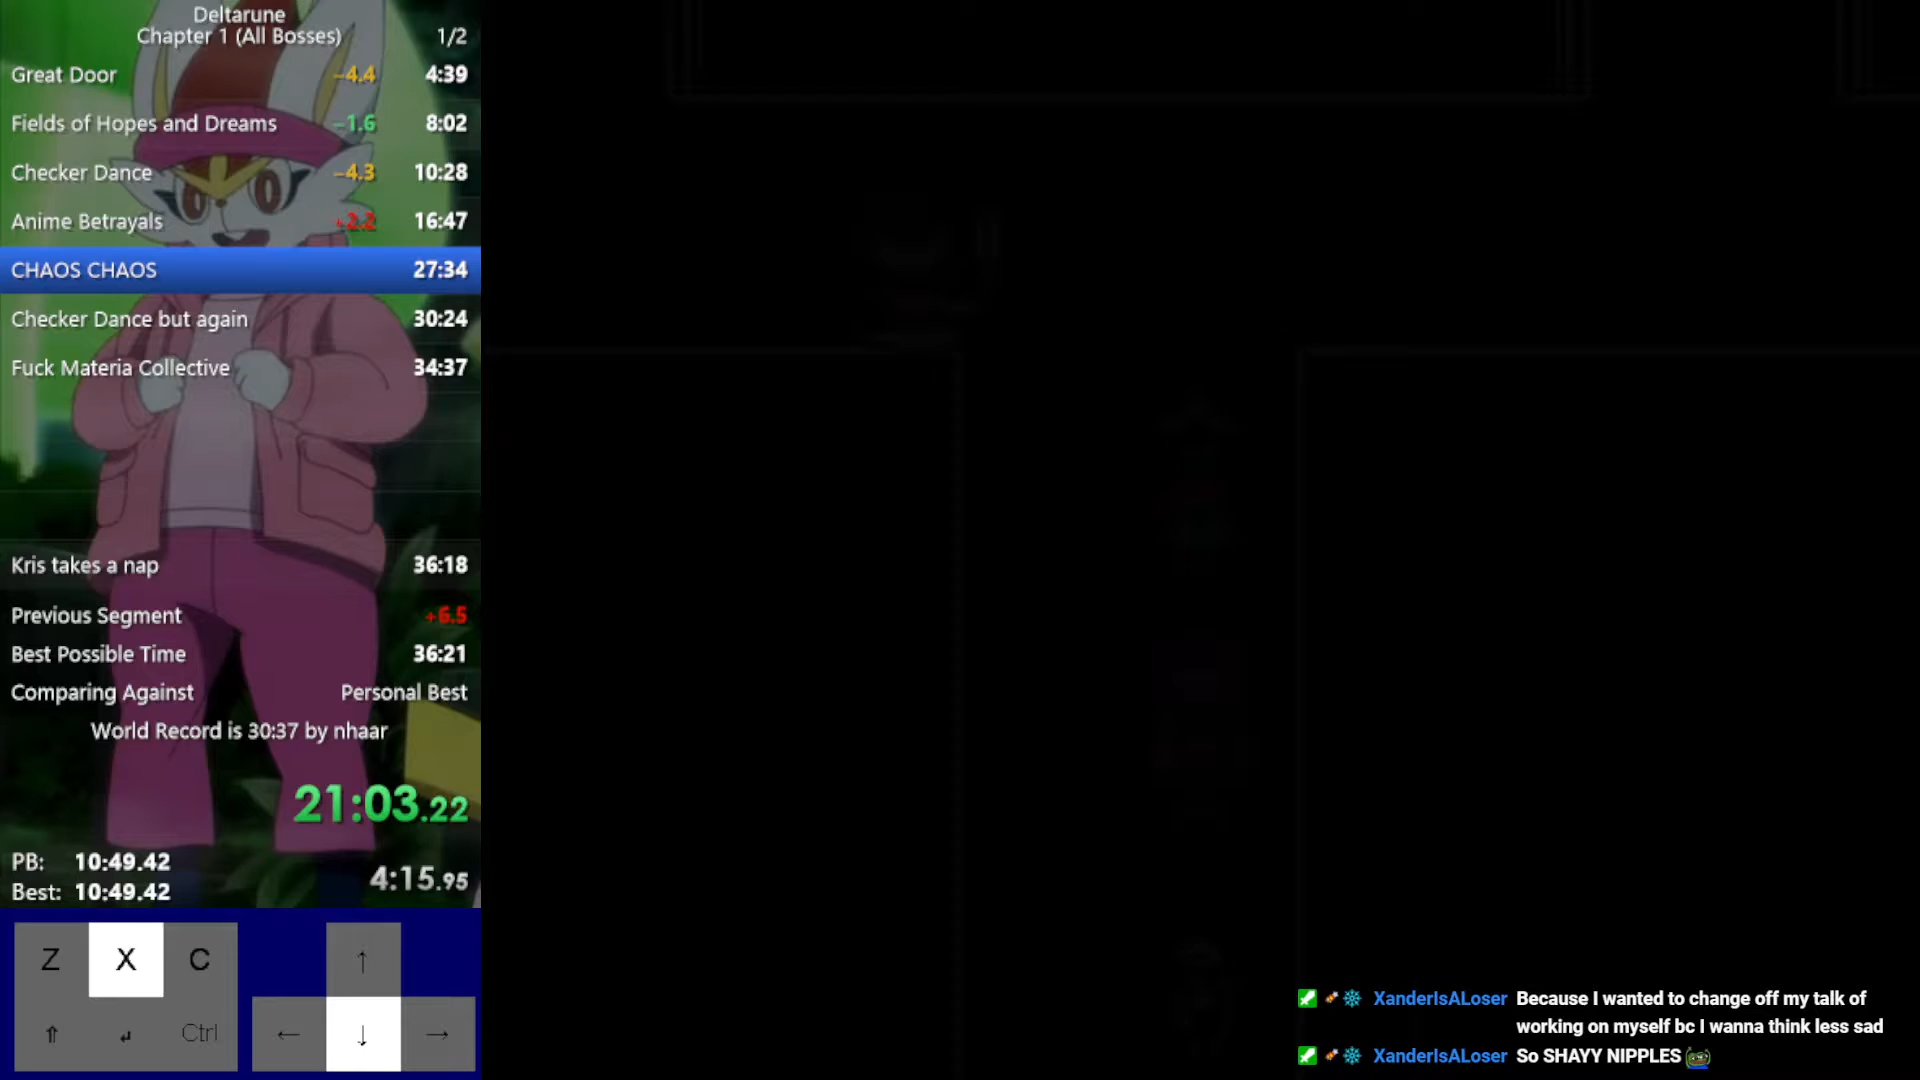 Deltarune
Chapter 1 (All Bosses) 1/2
Great Door -4.4 4:39
Fields of Hopes and Dreams -1.6 8:02
Checker Dance -4.3 10:28
Anime Betrayals +2.2 16:47
CHAOS CHAOS 27:34
Checker Dance but again 30:24
Fuck Materia Collective 34:37
Kris takes a nap 36:18
Previous Segment +6.5
Best Possible Time 36:21
Comparing Against Personal Best
World Record is 30:37 by nhaar
21:03.22
PB: 10:49.42
Best: 10:49.42
4:15.95
Z X C ↑
⇑ ↵ Ctrl ← ↓ →
XanderIsALoser Because I wanted to change off my talk of
working on myself bc I wanna think less sad
XanderIsALoser So SHAYY NIPPLES